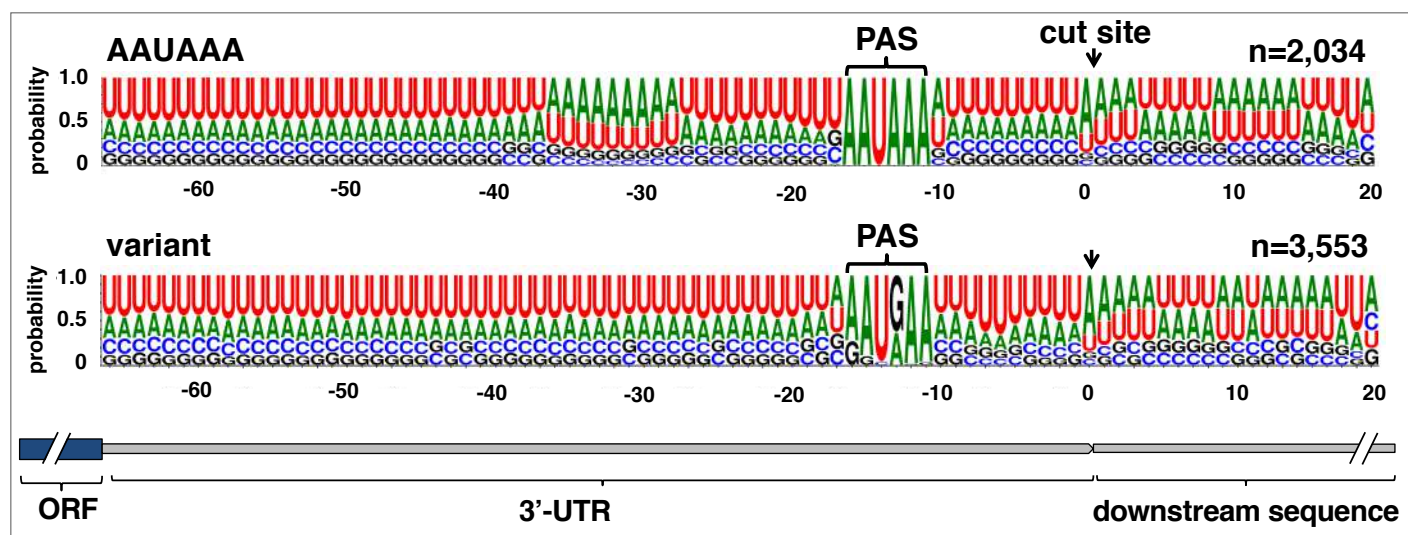 AAUAAA PAS cut site n=2,034
probability
1.0
0.5
0
-60 -50 -40 -30 -20 -10 0 10 20
variant PAS n=3,553
probability
1.0
0.5
0
-60 -50 -40 -30 -20 -10 0 10 20
ORF 3'-UTR downstream sequence